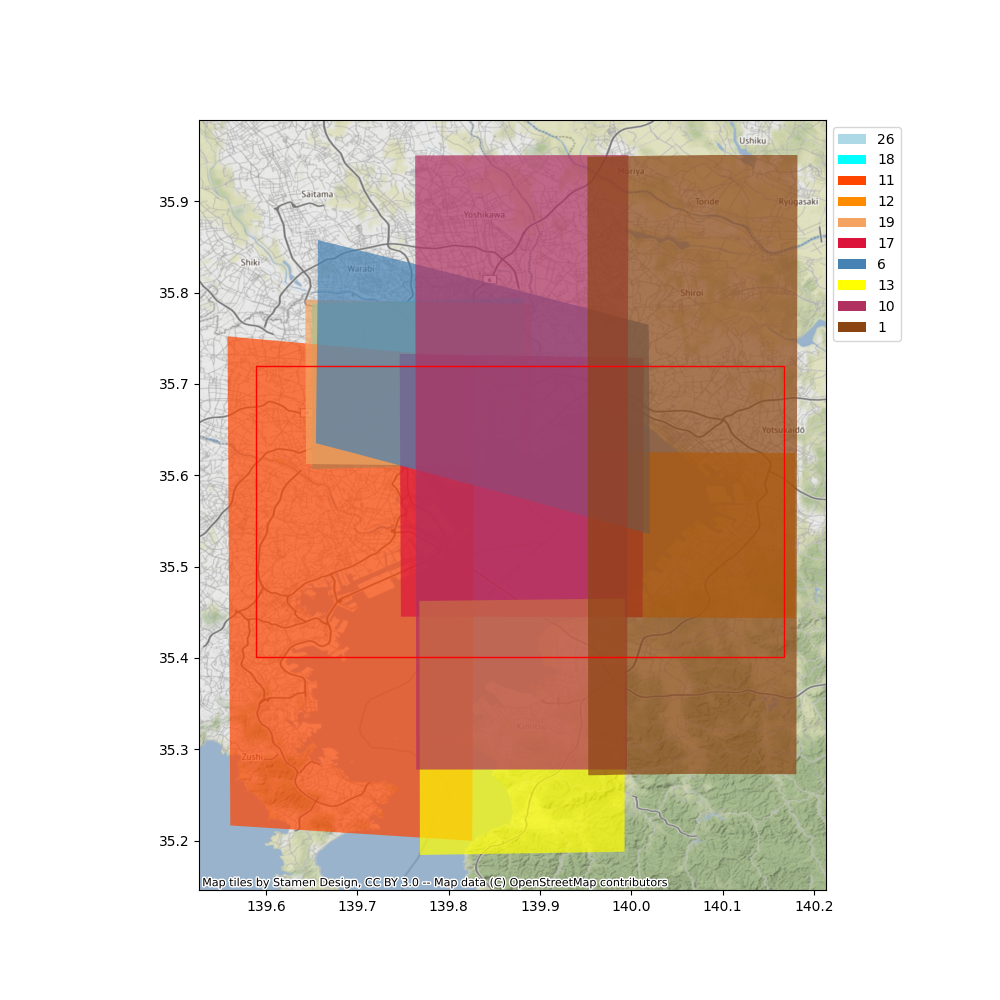 Ushiku
Moriya
Saitama
Toride
Ryugasaki
Yoshikawa
Shiki
Warabi
6
Shiroi
Yotsukaidō
Zushi
35.9
35.8
35.7
35.6
35.5
35.4
35.3
35.2
139.6 139.7 139.8 139.9 140.0 140.1 140.2
26
18
11
12
19
17
6
13
10
1
Map tiles by Stamen Design, CC BY 3.0 -- Map data (C) OpenStreetMap contributors